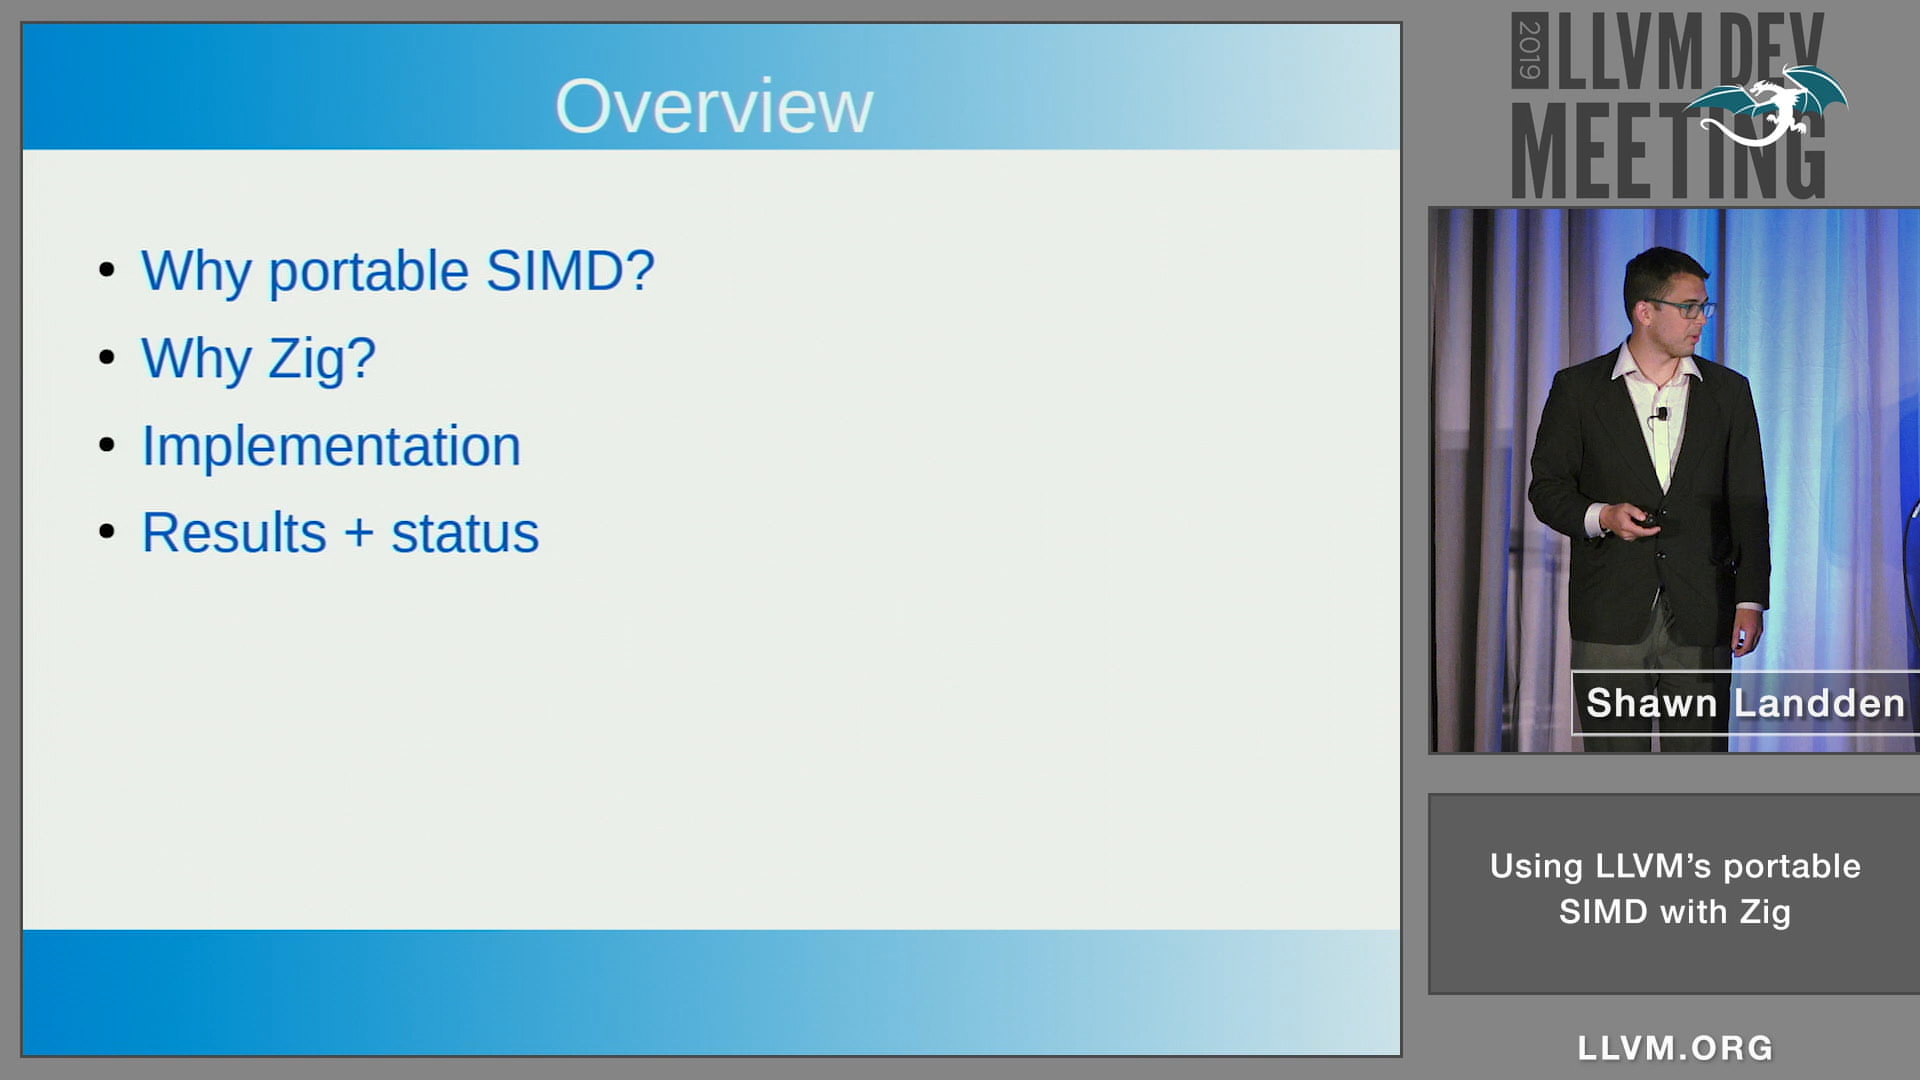 Overview
Why portable SIMD?
Why Zig?
Implementation
Results + status
2019
LLVM DEV
MEETING
Shawn Landden
Using LLVM’s portable
SIMD with Zig
LLVM.ORG